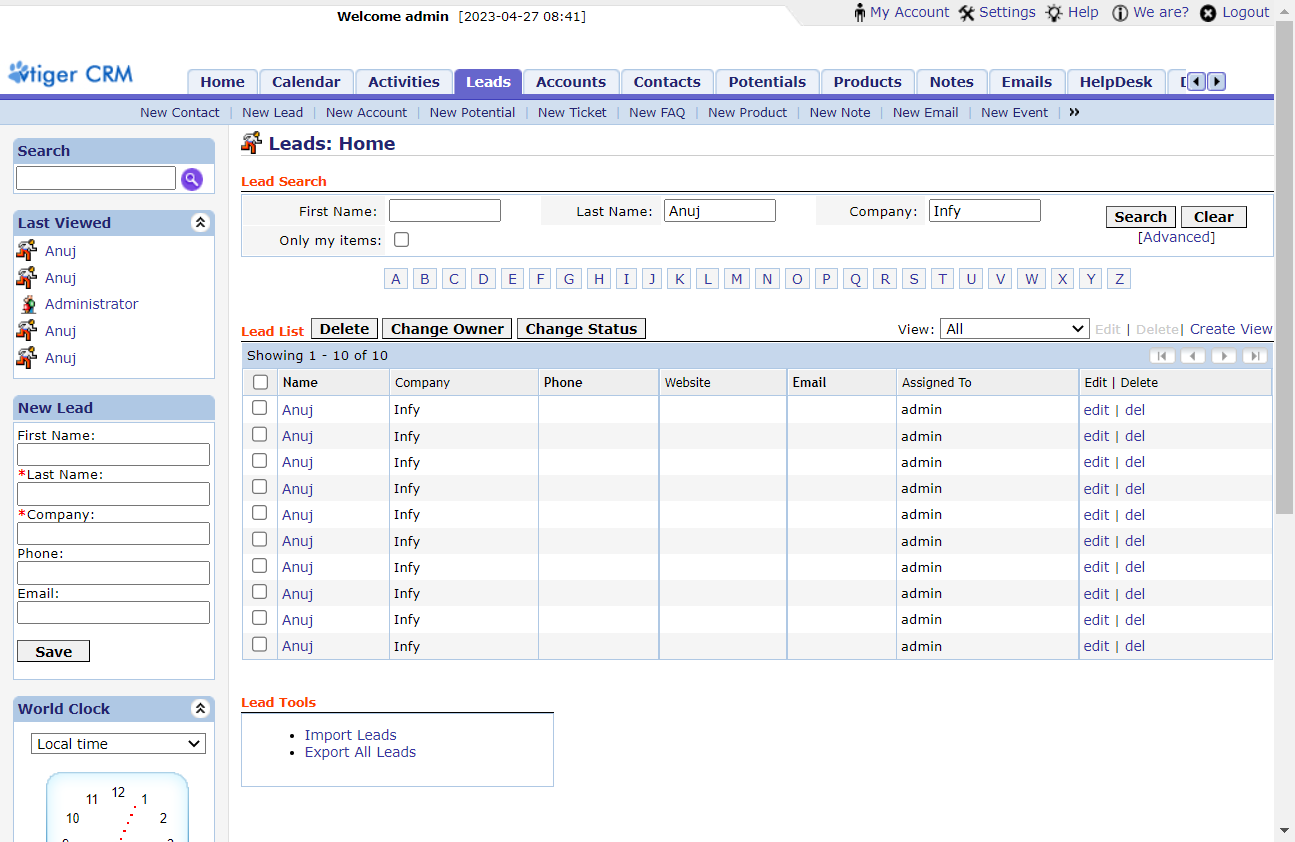 Welcome admin [2023-04-27 08:41]
My Account Settings Help We are? Logout
vtiger CRM
Home Calendar Activities Leads Accounts Contacts Potentials Products Notes Emails HelpDesk
New Contact | New Lead | New Account | New Potential | New Ticket | New FAQ | New Product | New Note | New Email | New Event | »
Search
Last Viewed
Anuj
Anuj
Administrator
Anuj
Anuj
New Lead
First Name:
*Last Name:
*Company:
Phone:
Email:
Save
World Clock
Local time
12
11 1
10 2
Leads: Home
Lead Search
First Name: Last Name: Anuj Company: Infy Search Clear
Only my items: [Advanced]
A B C D E F G H I J K L M N O P Q R S T U V W X Y Z
Lead List Delete Change Owner Change Status View: All Edit | Delete | Create View
Showing 1 - 10 of 10
Name Company Phone Website Email Assigned To Edit | Delete
Anuj Infy admin edit | del
Anuj Infy admin edit | del
Anuj Infy admin edit | del
Anuj Infy admin edit | del
Anuj Infy admin edit | del
Anuj Infy admin edit | del
Anuj Infy admin edit | del
Anuj Infy admin edit | del
Anuj Infy admin edit | del
Anuj Infy admin edit | del
Lead Tools
• Import Leads
• Export All Leads